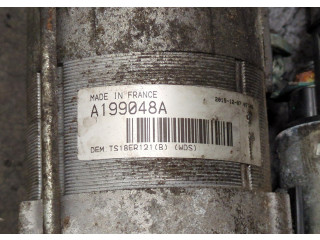 MADE IN FRANCE
A199048A
DEM TS18ER121(B) (WDS)